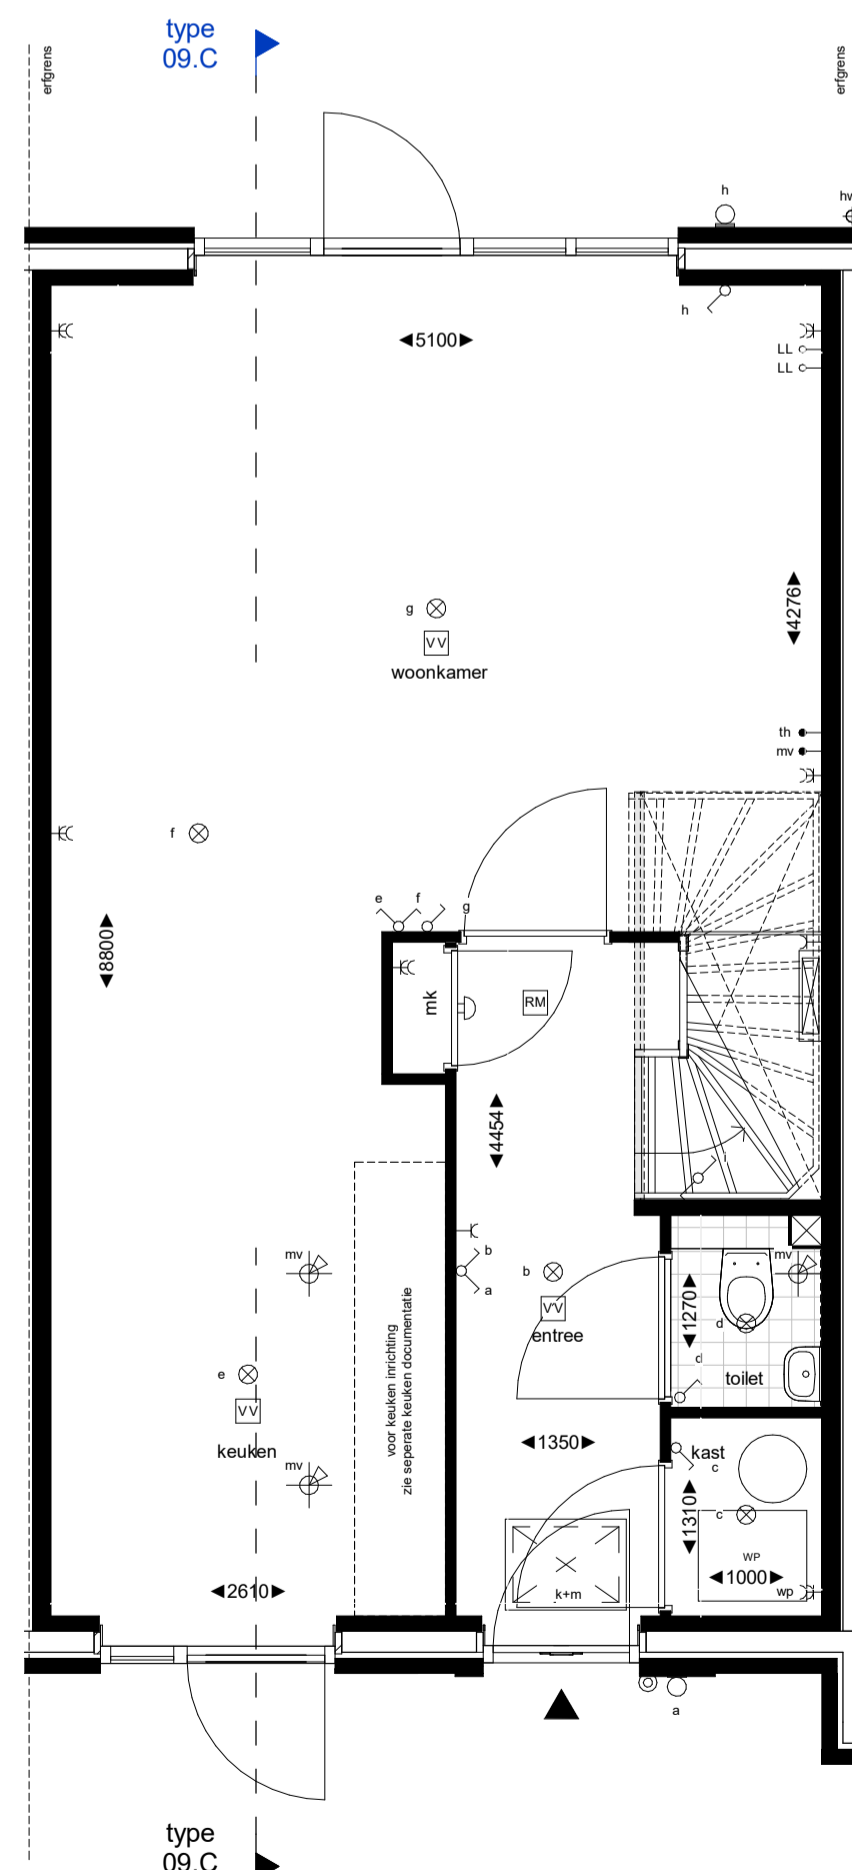 type
09.C
erfgrens
erfgrens
h
hw
h
5100
LL
LL
4276
g
VV
woonkamer
th
mv
f
e
f
g
8800
mk
RM
4454
mv
b
a
b
VV
entree
mv
1270
d
d
toilet
e
VV
keuken
voor keuken inrichting
zie seperate keuken documentatie
mv
1350
kast
c
c
1310
WP
1000
wp
2610
k+m
a
type
09.C